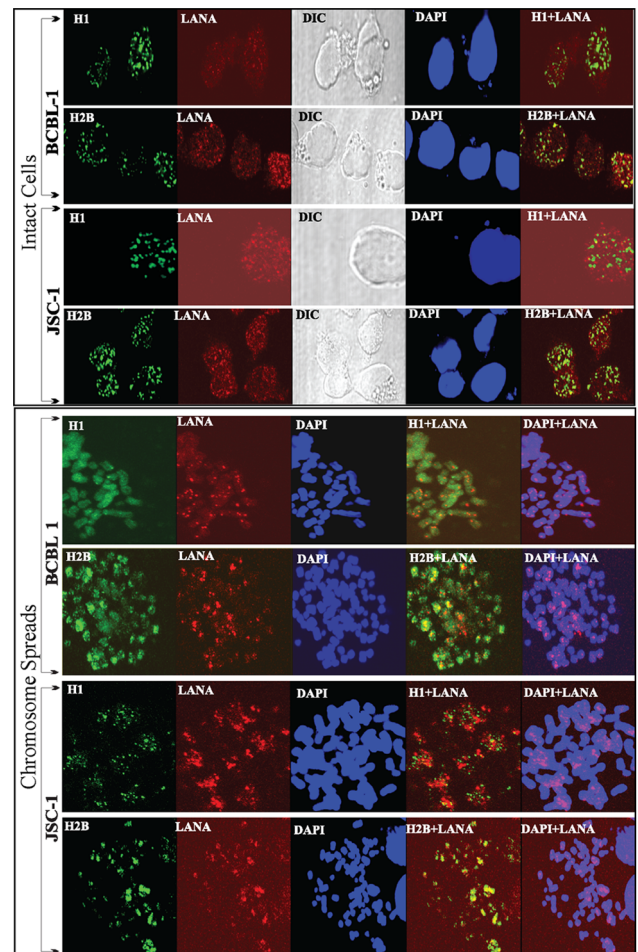 Intact Cells
BCBL-1
H1 LANA DIC DAPI H1+LANA
H2B LANA DIC DAPI H2B+LANA
JSC-1
H1 LANA DIC DAPI H1+LANA
H2B LANA DIC DAPI H2B+LANA
Chromosome Spreads
BCBL 1
H1 LANA DAPI H1+LANA DAPI+LANA
H2B LANA DAPI H2B+LANA DAPI+LANA
JSC-1
H1 LANA DAPI H1+LANA DAPI+LANA
H2B LANA DAPI H2B+LANA DAPI+LANA